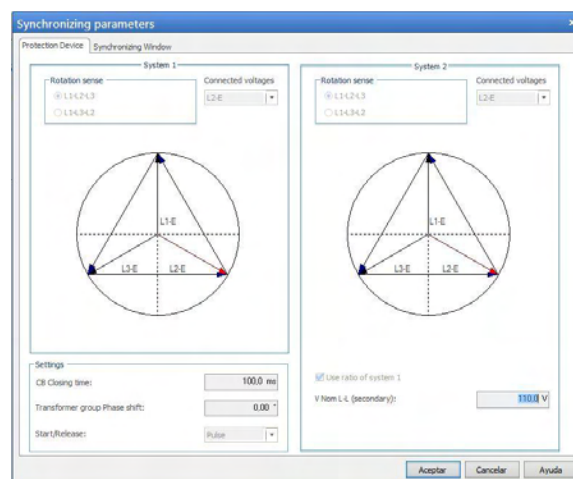 Synchronizing parameters
Protection Device
Synchronizing Window
System 1
Rotation sense
L1-L2-L3
L1-L3-L2
Connected voltages
L2-E
L1-E
L3-E
L2-E
Settings
CB Closing time:
100.0 ms
Transformer group Phase shift:
0.00 °
Start/Release:
Pulse
System 2
Rotation sense
L1-L2-L3
L1-L3-L2
Connected voltages
L2-E
L1-E
L3-E
L2-E
Use ratio of system 1
V Nom L-L (secondary):
110.0 V
Aceptar
Cancelar
Ayuda